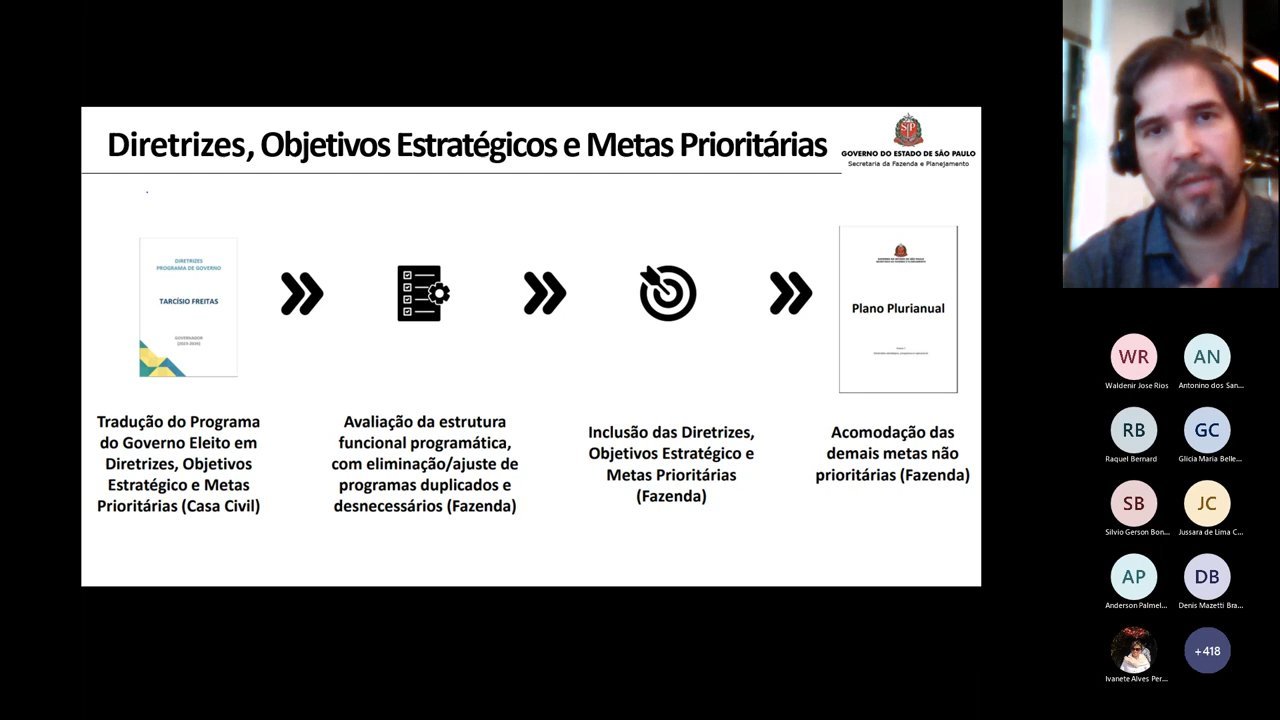 Diretrizes, Objetivos Estratégicos e Metas Prioritárias
GOVERNO DO ESTADO DE SÃO PAULO
Secretaria da Fazenda e Planejamento
DIRETRIZES
PROGRAMA DE GOVERNO
TARCÍSIO FREITAS
GOVERNADOR
Plano Plurianual
Tradução do Programa
do Governo Eleito em
Diretrizes, Objetivos
Estratégico e Metas
Prioritárias (Casa Civil)
Avaliação da estrutura
funcional programática,
com eliminação/ajuste de
programas duplicados e
desnecessários (Fazenda)
Inclusão das Diretrizes,
Objetivos Estratégico e
Metas Prioritárias
(Fazenda)
Acomodação das
demais metas não
prioritárias (Fazenda)
WR
Waldenir Jose Rios
AN
Antonino dos San...
RB
Raquel Bernard
GC
Glicia Maria Belle...
SB
Silvio Gerson Bon...
JC
Jussara de Lima C...
AP
Anderson Palmel...
DB
Denis Mazetti Bra...
Ivanete Alves Per...
+418